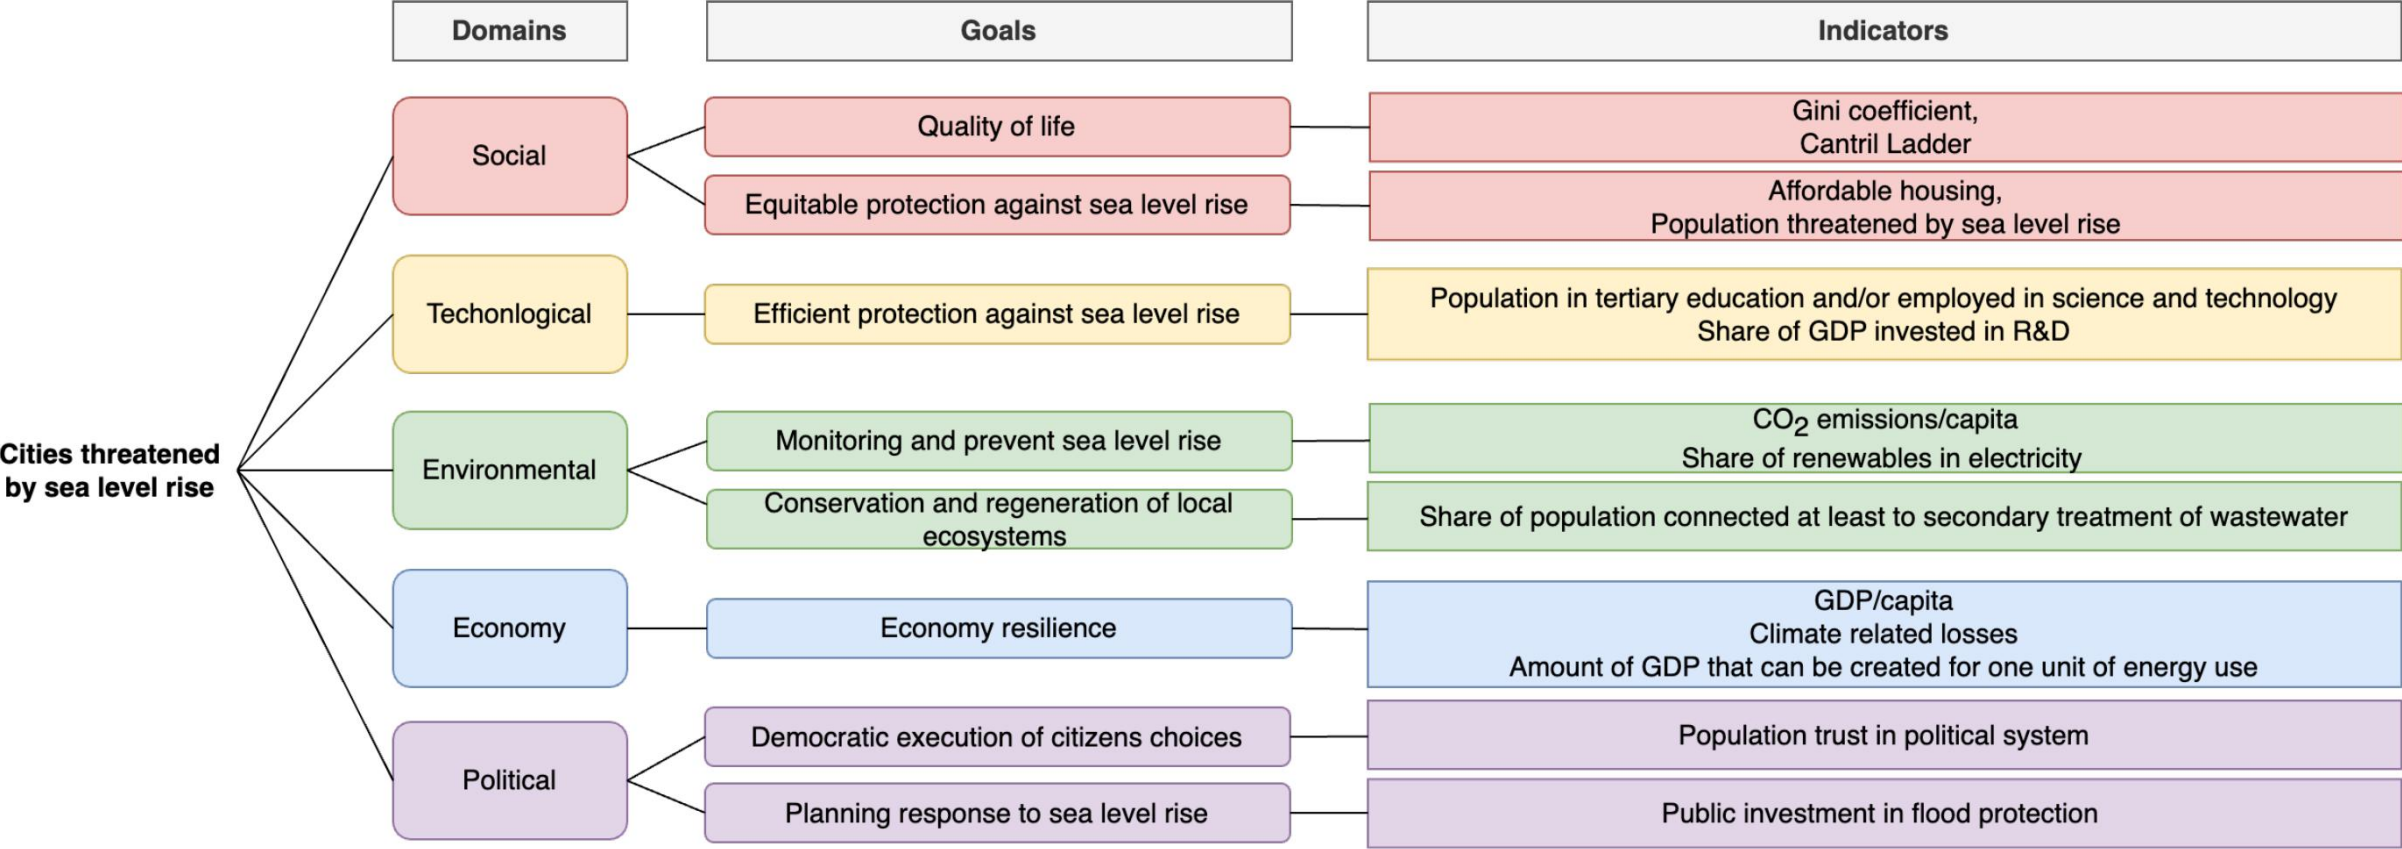 Domains
Goals
Indicators
Cities threatened
by sea level rise
Social
Quality of life
Gini coefficient,
Cantril Ladder
Equitable protection against sea level rise
Affordable housing,
Population threatened by sea level rise
Techonlogical
Efficient protection against sea level rise
Population in tertiary education and/or employed in science and technology
Share of GDP invested in R&D
Environmental
Monitoring and prevent sea level rise
CO2 emissions/capita
Share of renewables in electricity
Conservation and regeneration of local
ecosystems
Share of population connected at least to secondary treatment of wastewater
Economy
Economy resilience
GDP/capita
Climate related losses
Amount of GDP that can be created for one unit of energy use
Political
Democratic execution of citizens choices
Population trust in political system
Planning response to sea level rise
Public investment in flood protection